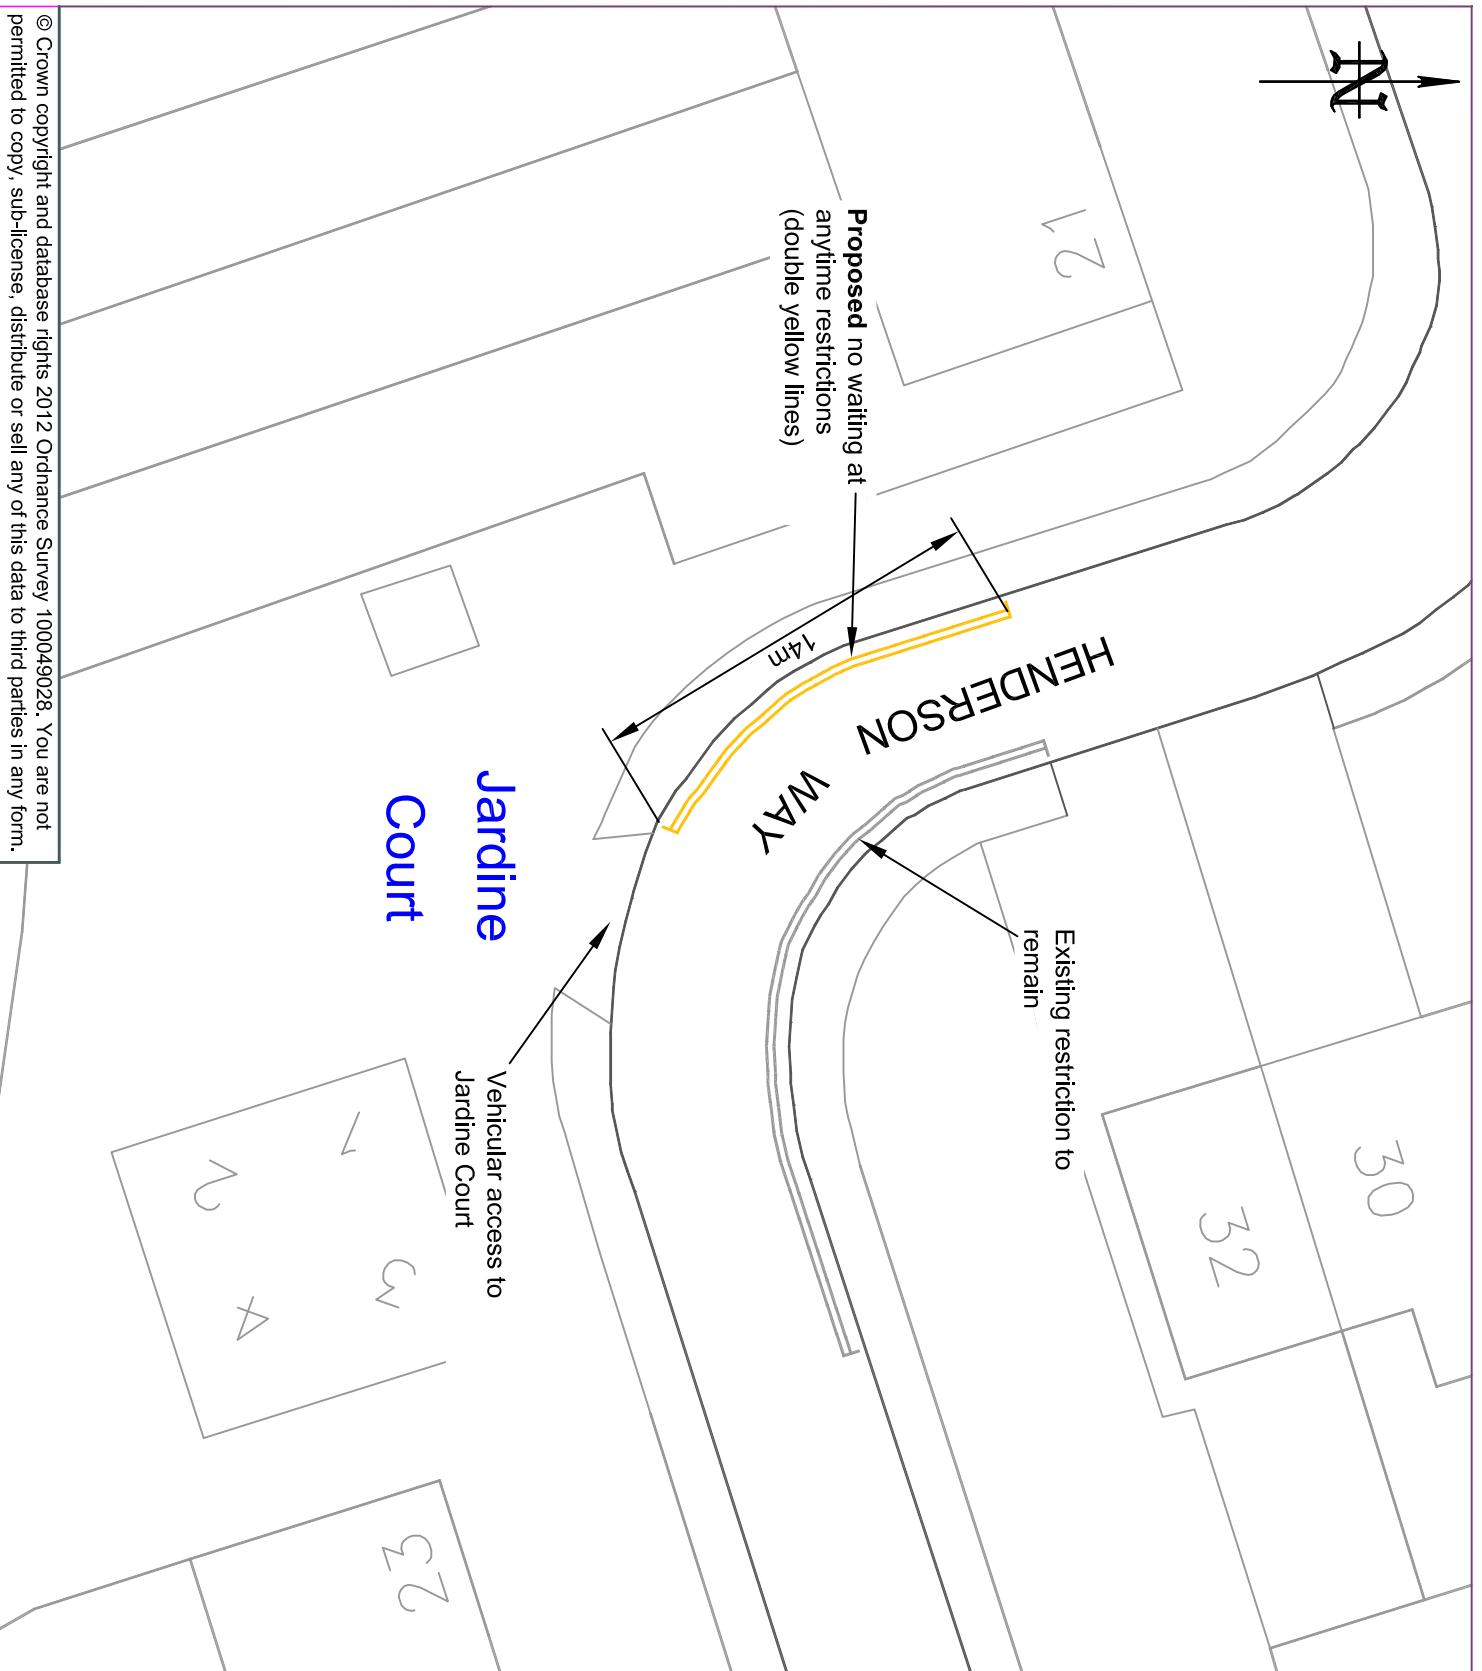 N
21
Proposed no waiting at
anytime restrictions
(double yellow lines)
14m
HENDERSON
WAY
Existing restriction to
remain
30
32
Jardine
Court
Vehicular access to
Jardine Court
1
2
3
4
23
© Crown copyright and database rights 2012 Ordnance Survey 100049028. You are not
permitted to copy, sub-license, distribute or sell any of this data to third parties in any form.